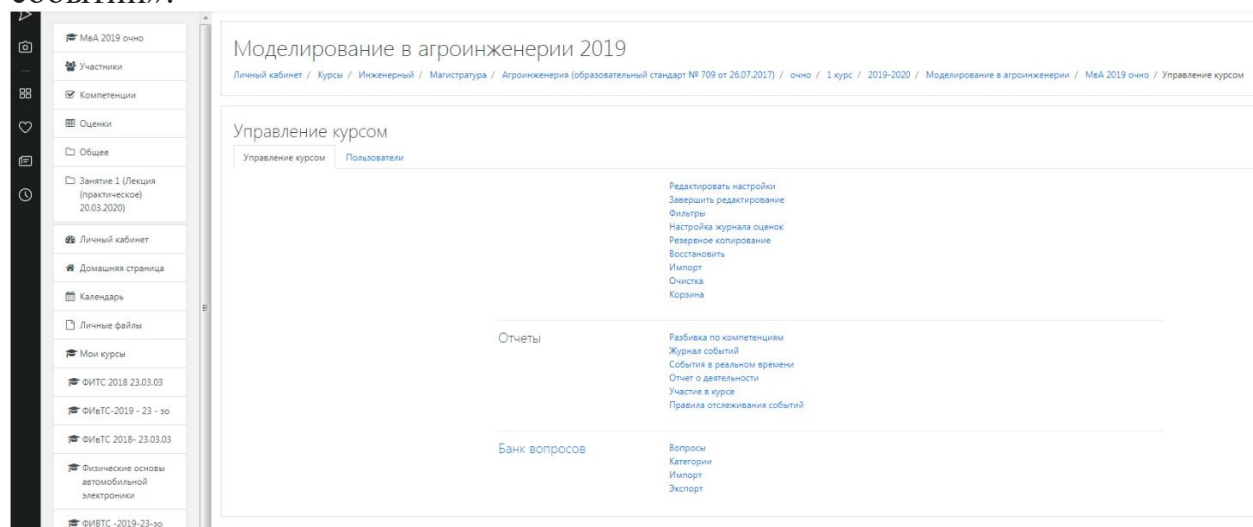 события».
МвА 2019 очно
Участники
Компетенции
Оценки
Общее
Занятие 1 (Лекция
(практическое)
20.03.2020)
Личный кабинет
Домашняя страница
Календарь
Личные файлы
Мои курсы
ФИТС 2018 23.03.03
ФИвТС-2019 - 23 - зо
ФИвТС 2018- 23.03.03
Физические основы
автомобильной
электроники
ФИВТС -2019-23-зо
Моделирование в агроинженерии 2019
Личный кабинет / Курсы / Инженерный / Магистратура / Агроинженерия (образовательный стандарт № 709 от 26.07.2017) / очно / 1 курс / 2019-2020 / Моделирование в агроинженерии / МвА 2019 очно / Управление курсом
Управление курсом
Управление курсом Пользователи
Редактировать настройки
Завершить редактирование
Фильтры
Настройка журнала оценок
Резервное копирование
Восстановить
Импорт
Очистка
Корзина
Отчеты
Разбивка по компетенциям
Журнал событий
События в реальном времени
Отчет о деятельности
Участие в курсе
Правила отслеживания событий
Банк вопросов
Вопросы
Категории
Импорт
Экспорт